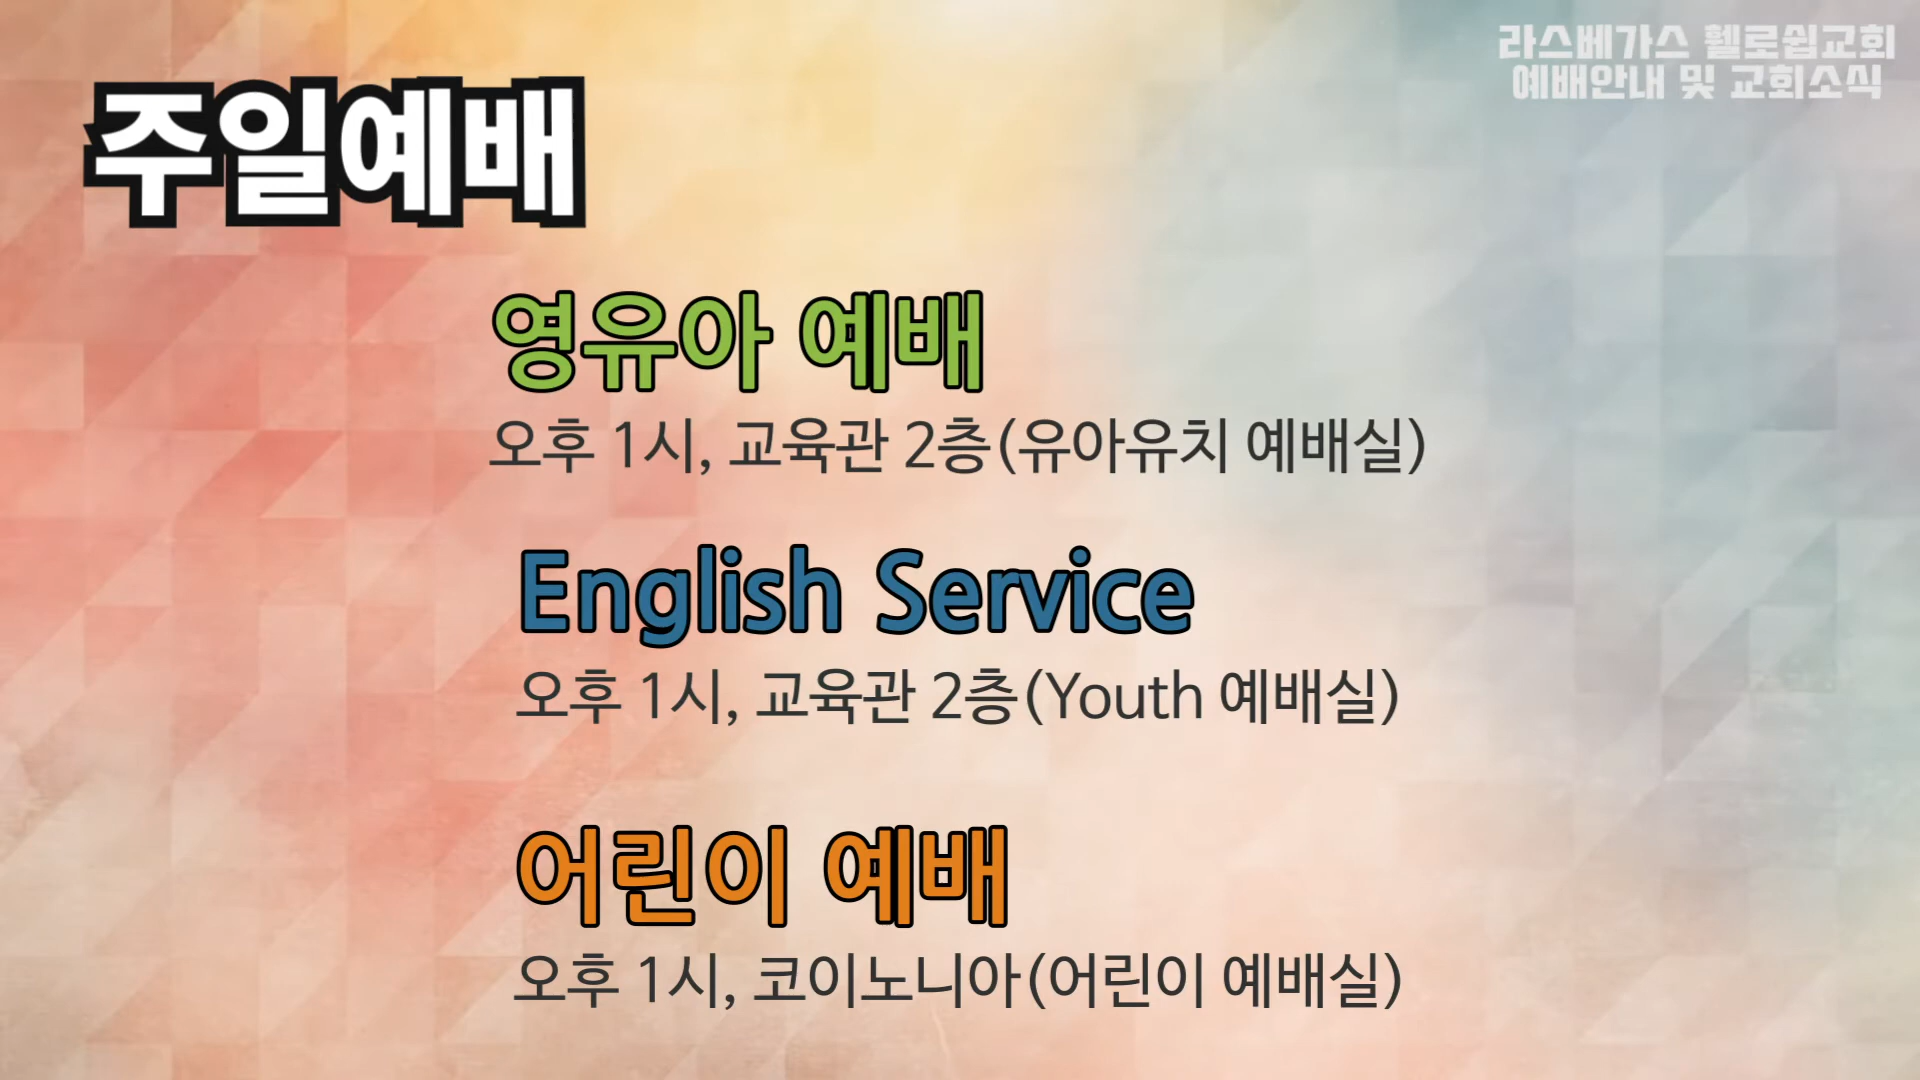 라스베가스 휄로쉽교회
예배안내 및 교회소식
주일예배
영유아 예배
오후 1시, 교육관 2층(유아유치 예배실)
English Service
오후 1시, 교육관 2층(Youth 예배실)
어린이 예배
오후 1시, 코이노니아(어린이 예배실)